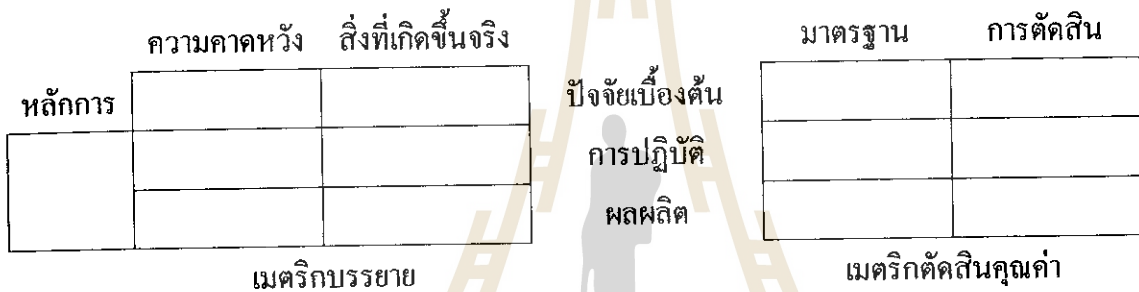 ความคาดหวัง สิ่งที่เกิดขึ้นจริง มาตรฐาน การตัดสิน
หลักการ ปัจจัยเบื้องต้น
การปฏิบัติ
ผลผลิต
เมตริกบรรยาย เมตริกตัดสินคุณค่า